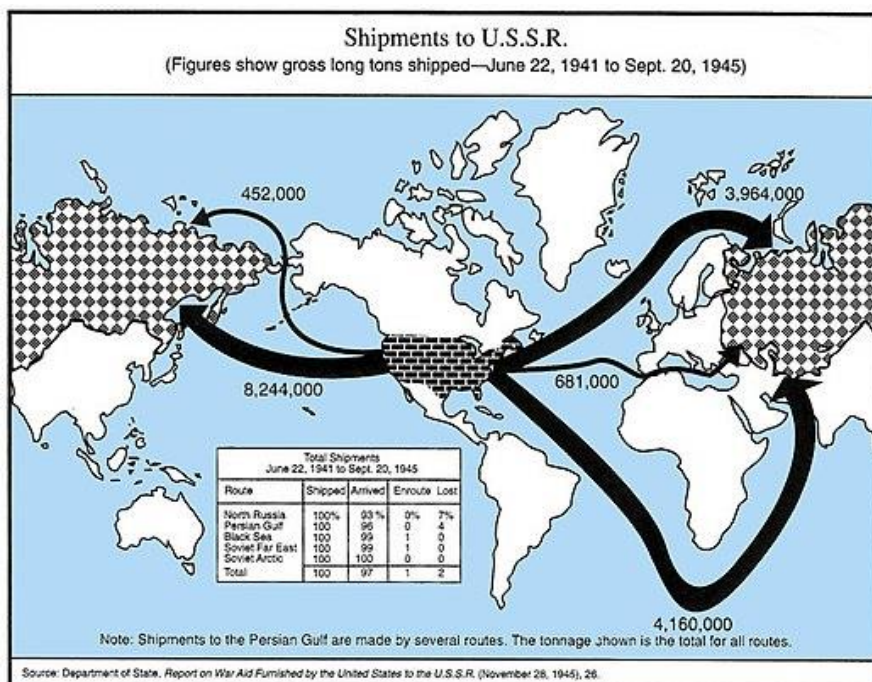 Shipments to U.S.S.R.
(Figures show gross long tons shipped—June 22, 1941 to Sept. 20, 1945)
452,000
3,964,000
8,244,000
681,000
Total Shipments
June 22, 1941 to Sept. 20, 1945
Route Shipped Arrived Enroute Lost
North Russia 100% 93% 0% 7%
Persian Gulf 100 96 0 4
Black Sea 100 99 1 0
Soviet Far East 100 99 1 0
Soviet Arctic 100 100 0 0
Total 100 97 1 2
4,160,000
Note: Shipments to the Persian Gulf are made by several routes. The tonnage shown is the total for all routes.
Source: Department of State, Report on War Aid Furnished by the United States to the U.S.S.R. (November 28, 1945), 26.